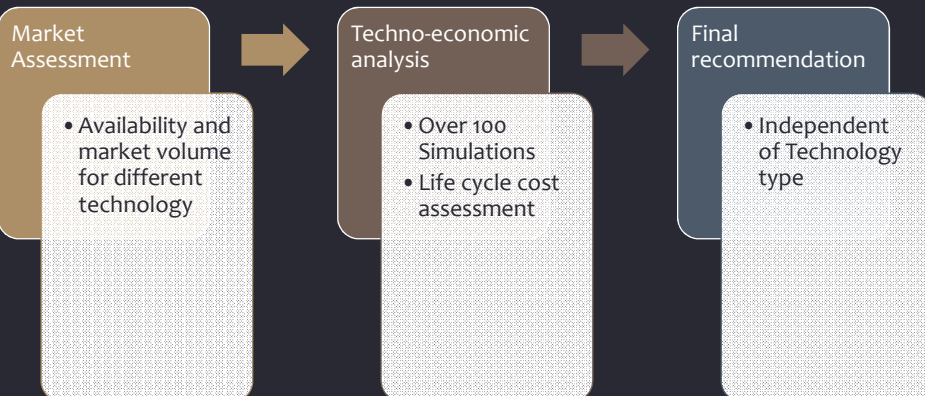 Market
Assessment
• Availability and
market volume
for different
technology
Techno-economic
analysis
• Over 100
Simulations
• Life cycle cost
assessment
Final
recommendation
• Independent
of Technology
type